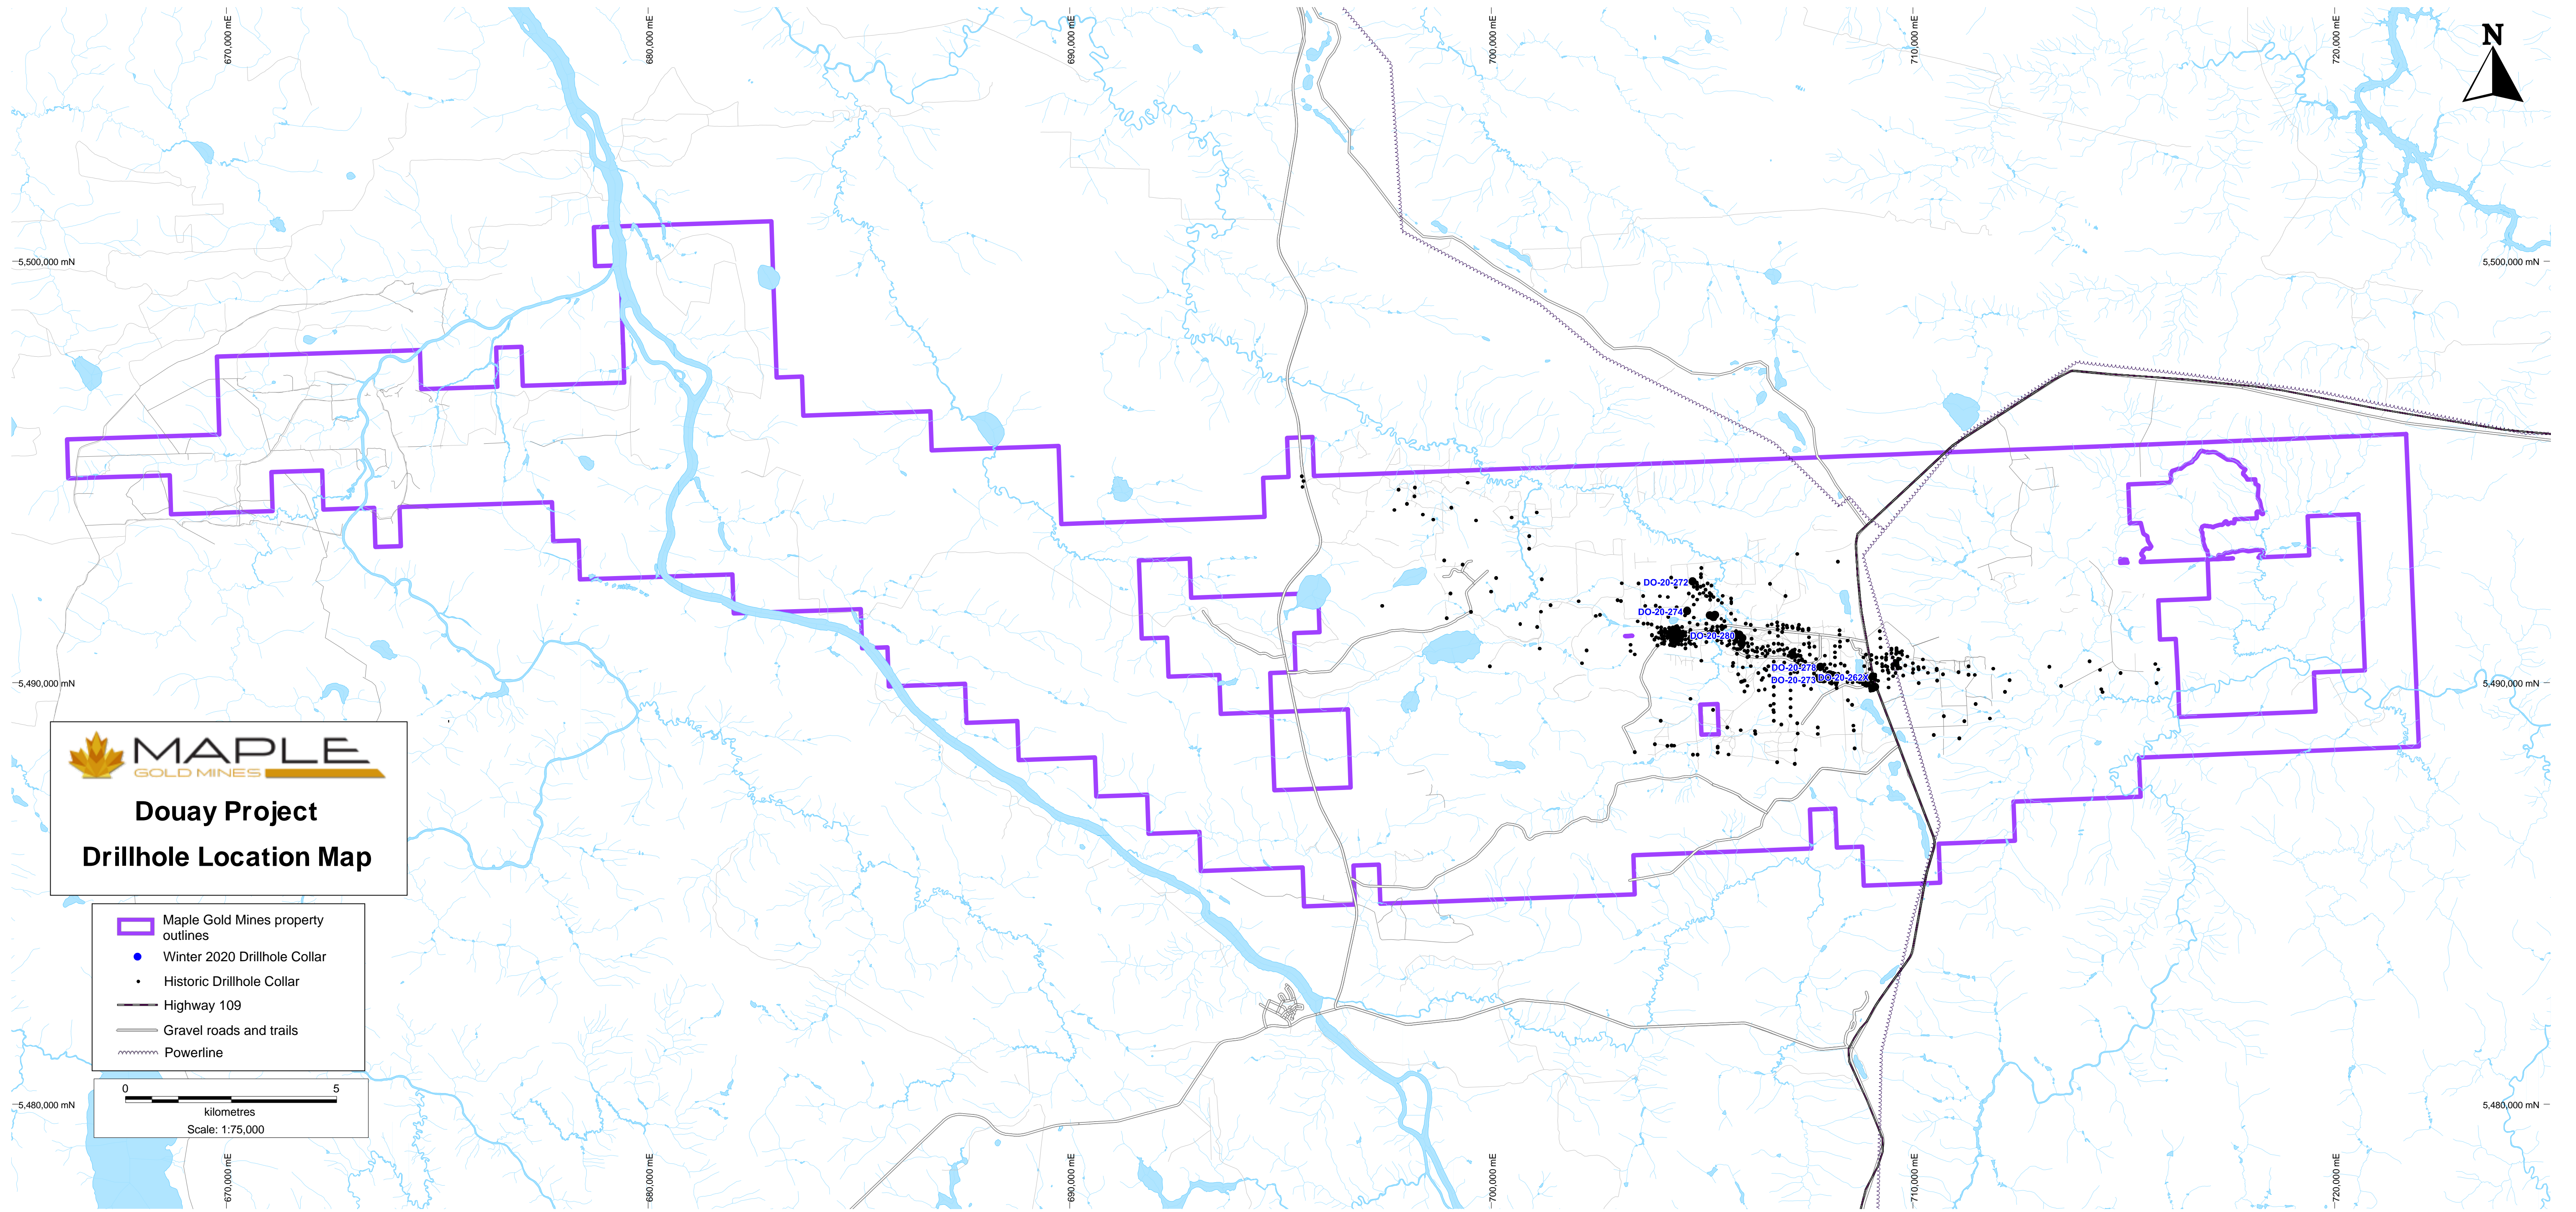 670,000 mE
680,000 mE
690,000 mE
700,000 mE
710,000 mE
720,000 mE
N
5,500,000 mN
5,500,000 mN
DO-20-272
DO-20-274
DO-20-280
DO-20-278
DO-20-273
DO-20-262X
5,490,000 mN
5,490,000 mN
MAPLE
GOLD MINES
Douay Project
Drillhole Location Map
Maple Gold Mines property
outlines
Winter 2020 Drillhole Collar
Historic Drillhole Collar
Highway 109
Gravel roads and trails
Powerline
0 5
kilometres
Scale: 1:75,000
5,480,000 mN
5,480,000 mN
670,000 mE
680,000 mE
690,000 mE
700,000 mE
710,000 mE
720,000 mE